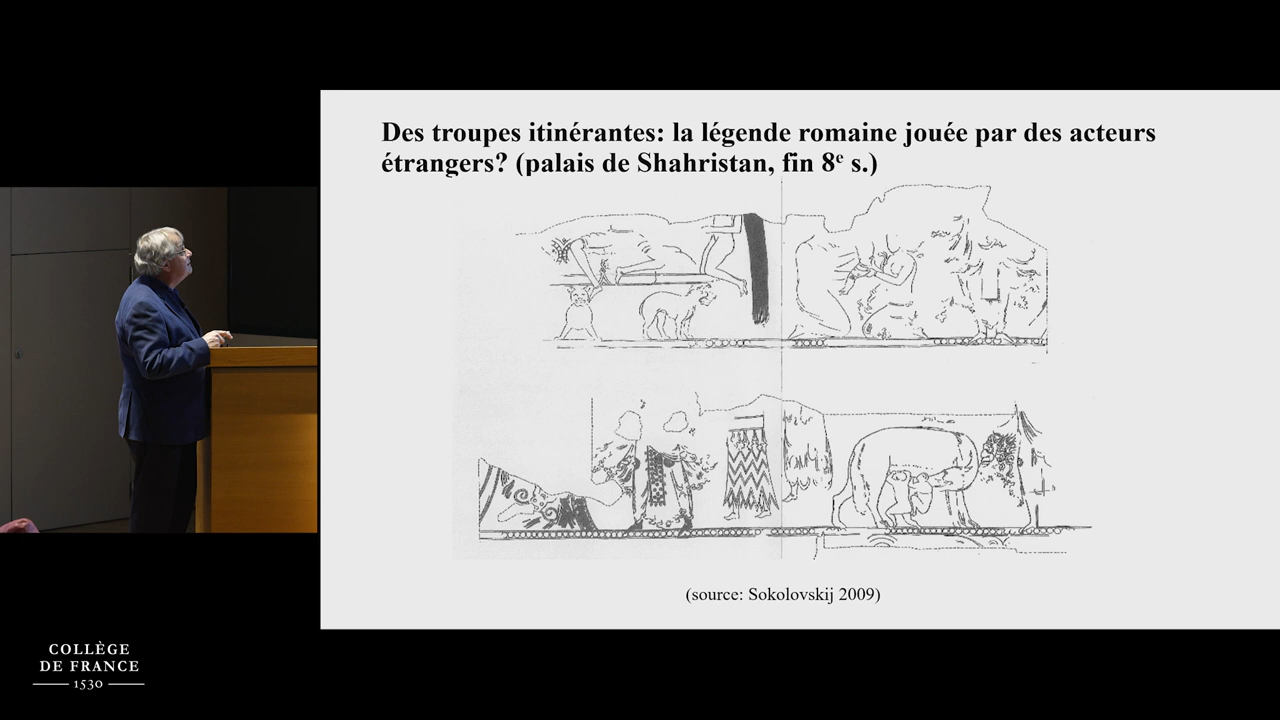 Des troupes itinérantes: la légende romaine jouée par des acteurs
étrangers? (palais de Shahristan, fin 8e s.)
(source: Sokolovskij 2009)
COLLÈGE
DE FRANCE
1530